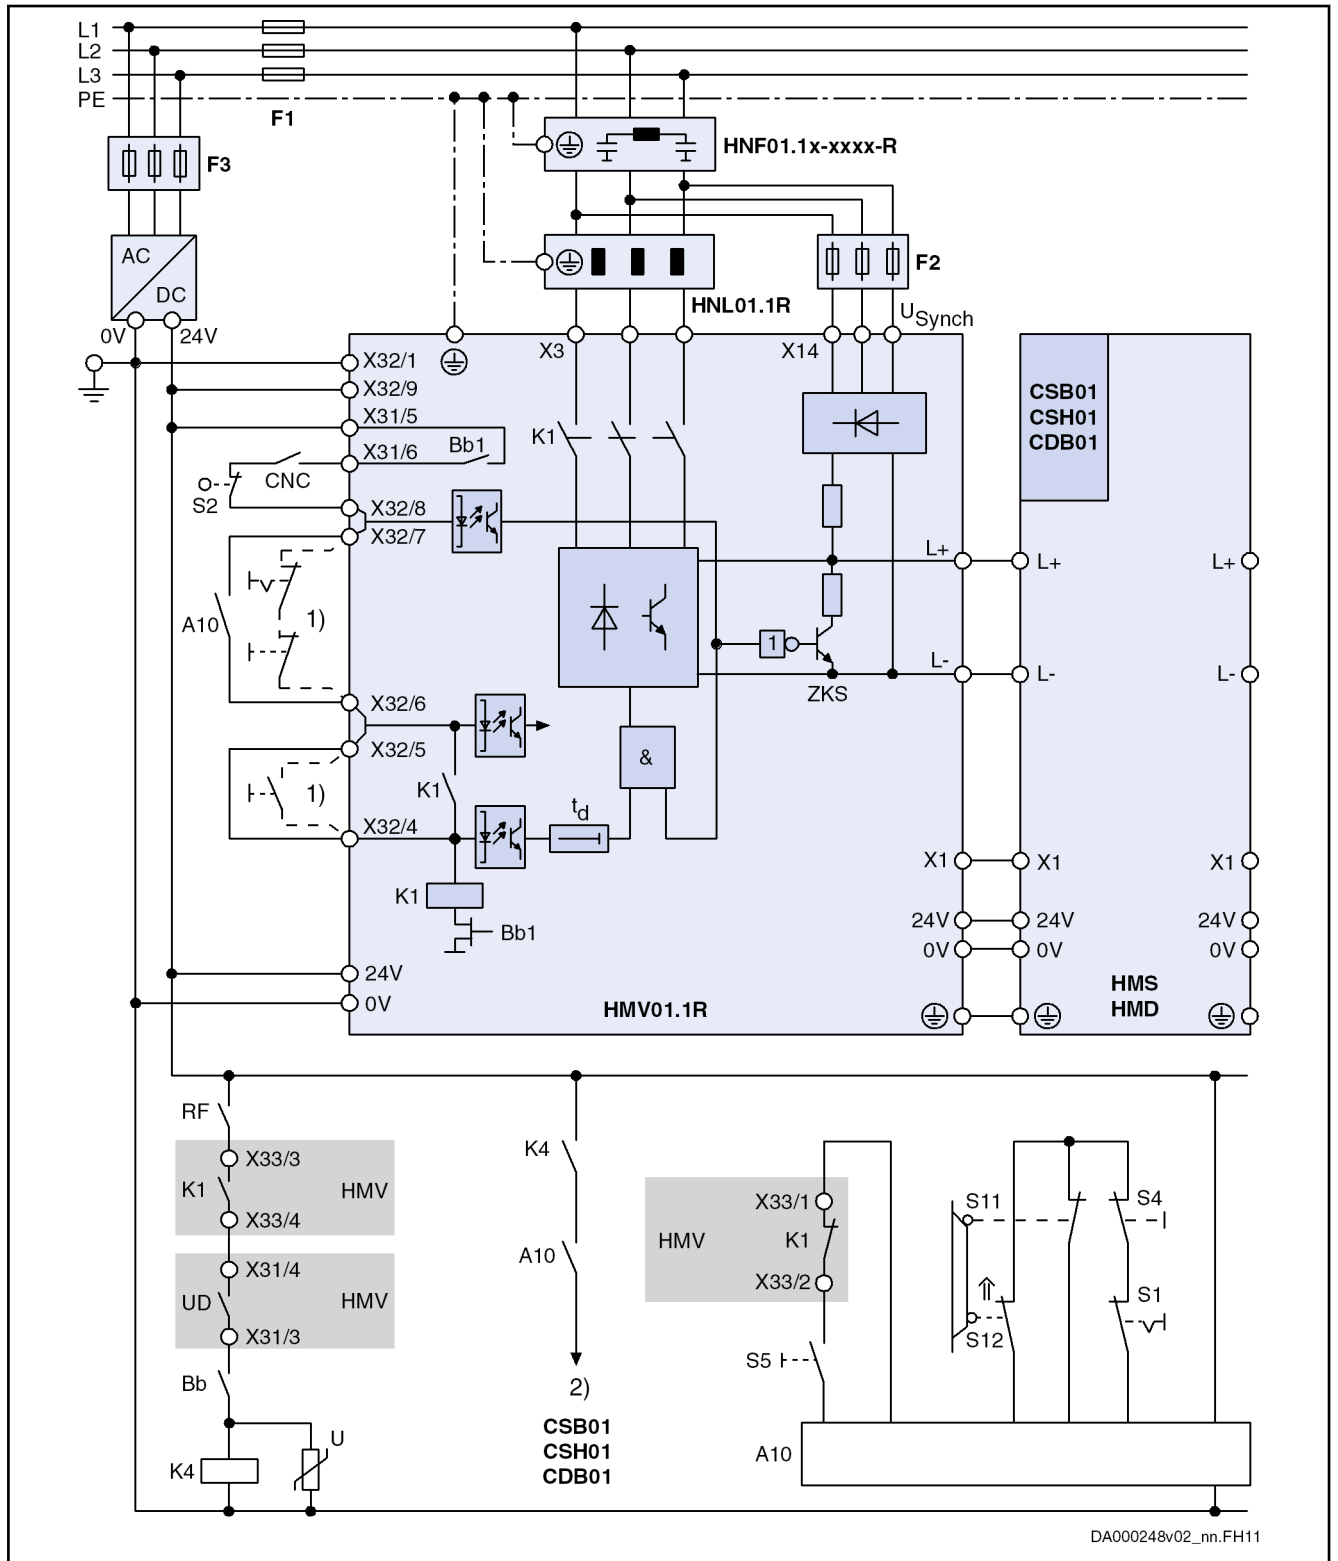 L1
L2
L3
PE
F1
F3
HNF01.1x-xxxx-R
AC
DC
F2
HNL01.1R
0V
24V
USynch
X3
X14
X32/1
X32/9
X31/5
X31/6
Bb1
CNC
S2
X32/8
X32/7
K1
CSB01
CSH01
CDB01
L+
L+
L+
A10
1)
1
L-
L-
L-
ZKS
X32/6
X32/5
&
K1
1)
td
X32/4
K1
Bb1
X1
X1
X1
24V
24V
24V
0V
0V
0V
24V
0V
HMV01.1R
HMS
HMD
RF
X33/3
K1
HMV
X33/4
X31/4
UD
HMV
X31/3
Bb
U
K4
K4
A10
2)
CSB01
CSH01
CDB01
X33/1
HMV
K1
X33/2
S5
S11
S4
S12
S1
A10
DA000248v02_nn.FH11